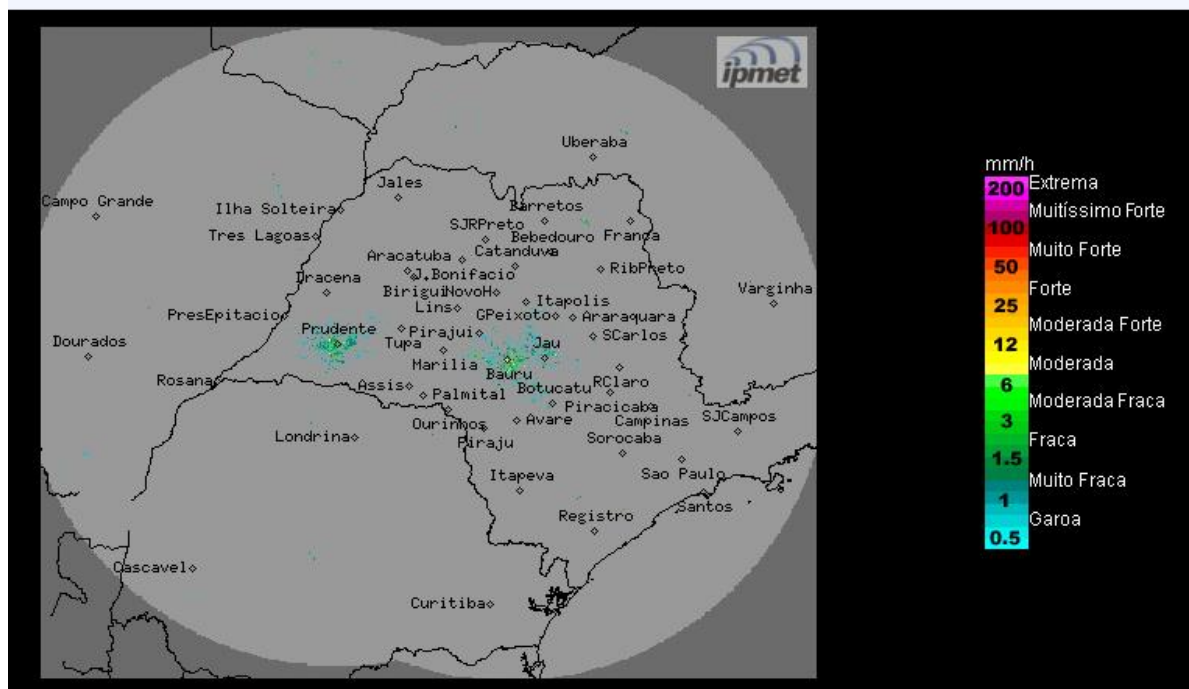 ipmet
Uberaba
Jales
Campo Grande
Ilha Solteira
Barretos
SJRPreto
Tres Lagoas
Bebedouro
Franca
Aracatuba
Catanduva
J.Bonifacio
RibPreto
Dracena
Birigui
NovoH
Itapolis
Varginha
Lins
PresEpitacio
GPeixoto
Araraquara
Prudente
Pirajui
SCarlos
Dourados
Tupa
Jau
Marilia
Bauru
Rosana
Assis
Botucatu
RClaro
Palmital
Piracicaba
Ourinhos
Avare
Campinas
SJCampos
Londrina
Piraju
Sorocaba
Itapeva
Sao Paulo
Santos
Registro
Cascavel
Curitiba
mm/h
200 Extrema
Muitíssimo Forte
100
Muito Forte
50
Forte
25
Moderada Forte
12
Moderada
6
Moderada Fraca
3
Fraca
1.5
Muito Fraca
1
Garoa
0.5